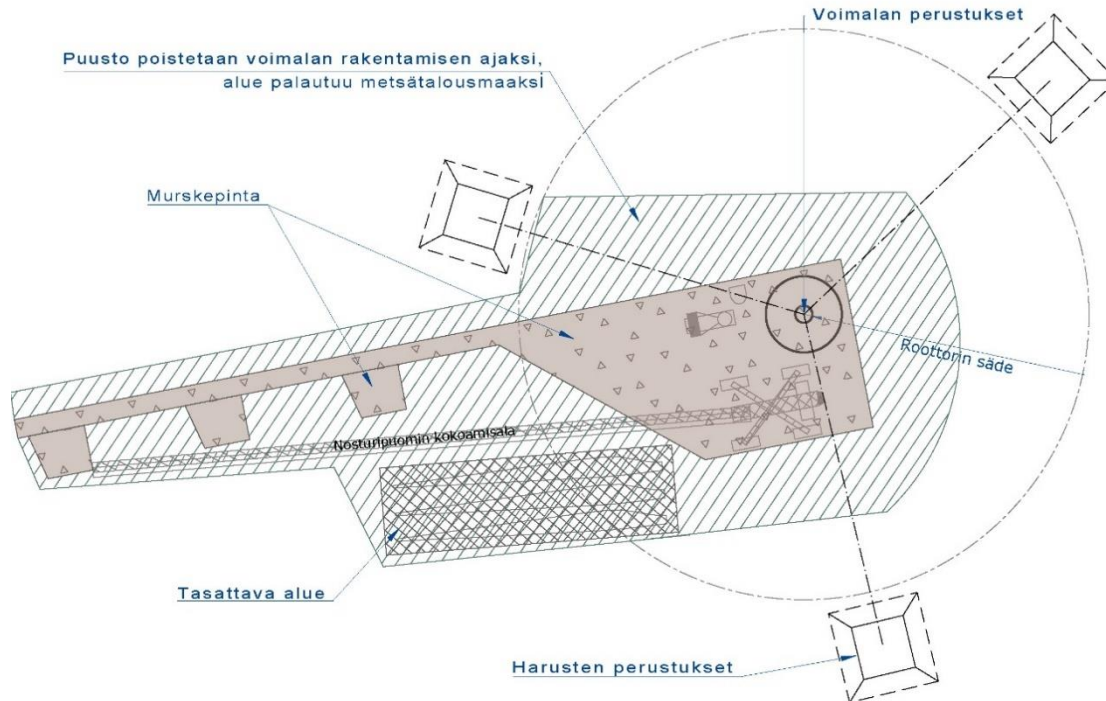 Voimalan perustukset
Puusto poistetaan voimalan rakentamisen ajaksi,
alue palautuu metsätalousmaaksi
Murskepinta
Roottorin säde
Nosturipuomin kokoamisala
Tasattava alue
Harusten perustukset